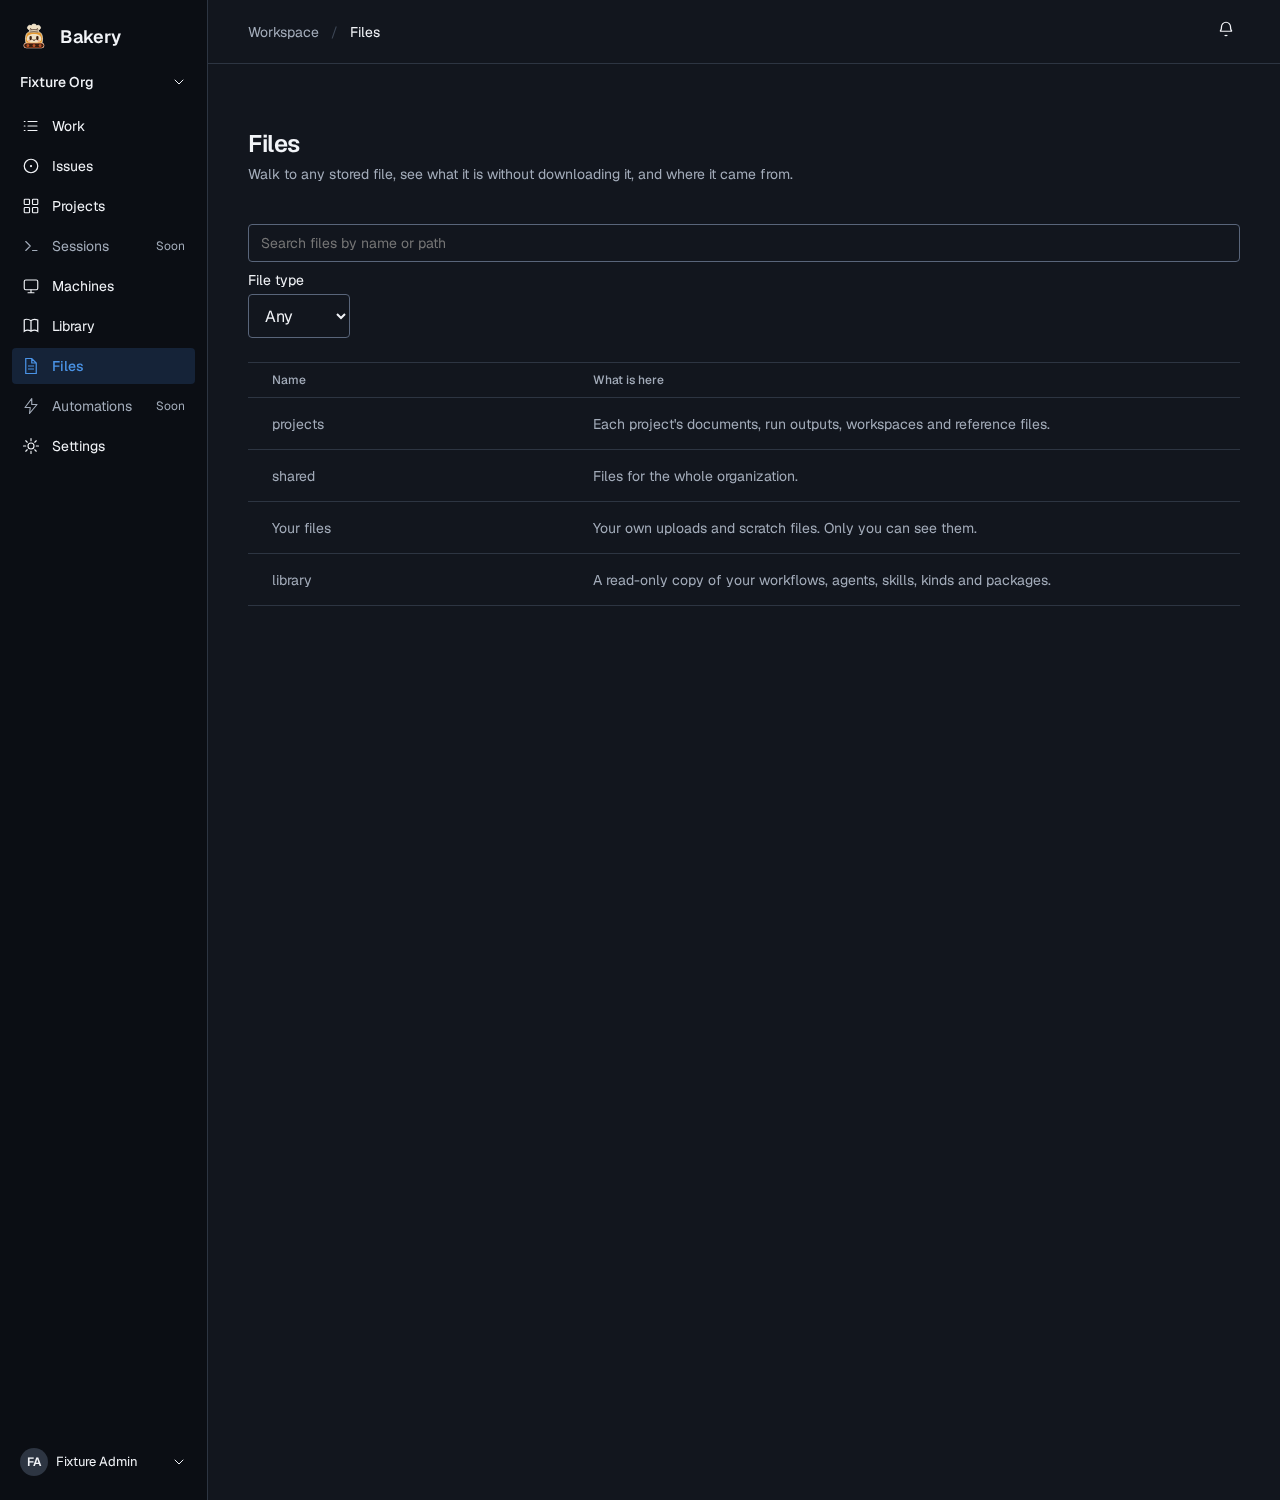 Bakery
Fixture Org
Work
Issues
Projects
Sessions Soon
Machines
Library
Files
Automations Soon
Settings
FA Fixture Admin
Workspace / Files
Files
Walk to any stored file, see what it is without downloading it, and where it came from.
Search files by name or path
File type
Any
Name What is here
projects Each project's documents, run outputs, workspaces and reference files.
shared Files for the whole organization.
Your files Your own uploads and scratch files. Only you can see them.
library A read-only copy of your workflows, agents, skills, kinds and packages.